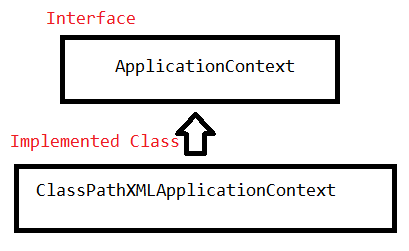 Interface
ApplicationContext
Implemented Class
ClassPathXMLApplicationContext